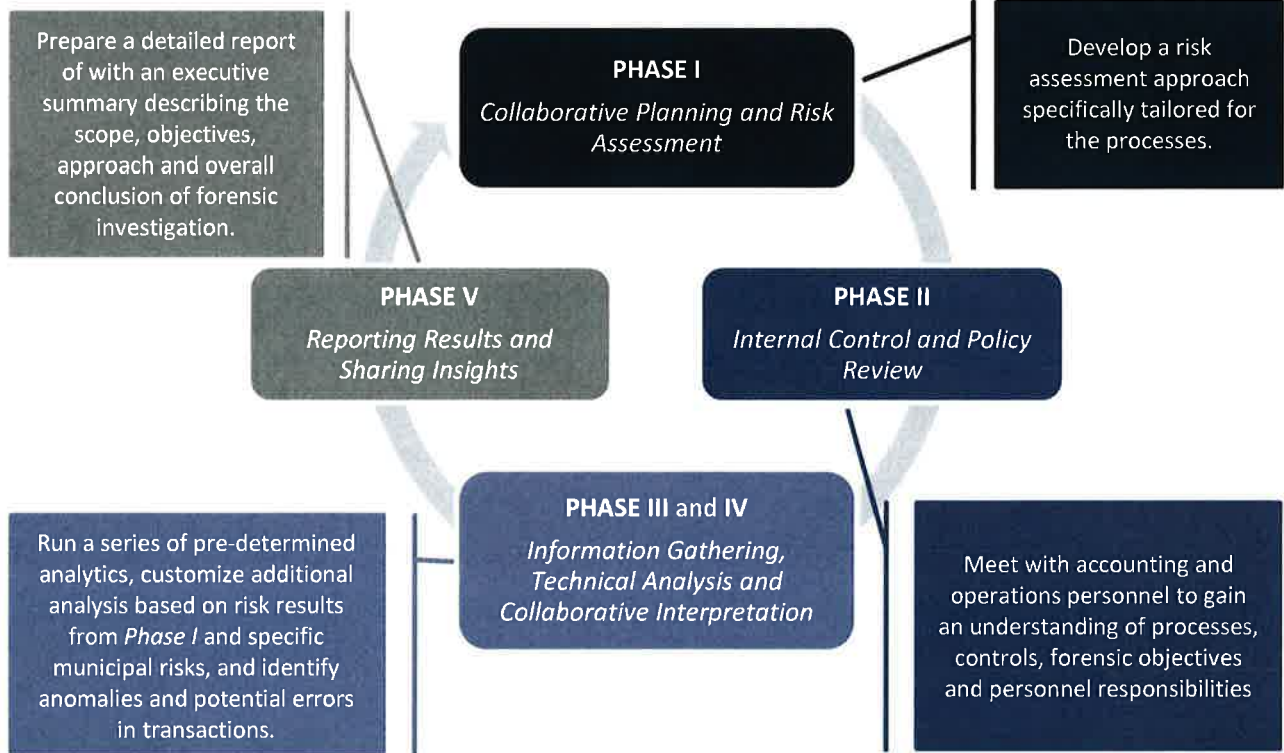 Prepare a detailed report
of with an executive
summary describing the
scope, objectives,
approach and overall
conclusion of forensic
investigation.
PHASE I
Collaborative Planning and Risk
Assessment
Develop a risk
assessment approach
specifically tailored for
the processes.
PHASE V
Reporting Results and
Sharing Insights
PHASE II
Internal Control and Policy
Review
PHASE III and IV
Information Gathering,
Technical Analysis and
Collaborative Interpretation
Run a series of pre-determined
analytics, customize additional
analysis based on risk results
from Phase I and specific
municipal risks, and identify
anomalies and potential errors
in transactions.
Meet with accounting and
operations personnel to gain
an understanding of processes,
controls, forensic objectives
and personnel responsibilities